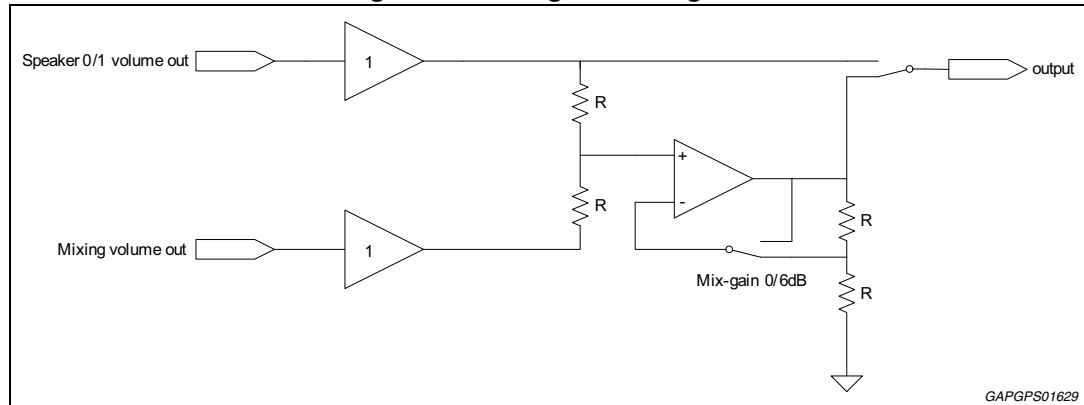 Speaker 0/1 volume out
1
output
R
+
-
R
R
Mixing volume out
1
Mix-gain 0/6dB
R
GAPGPS01629